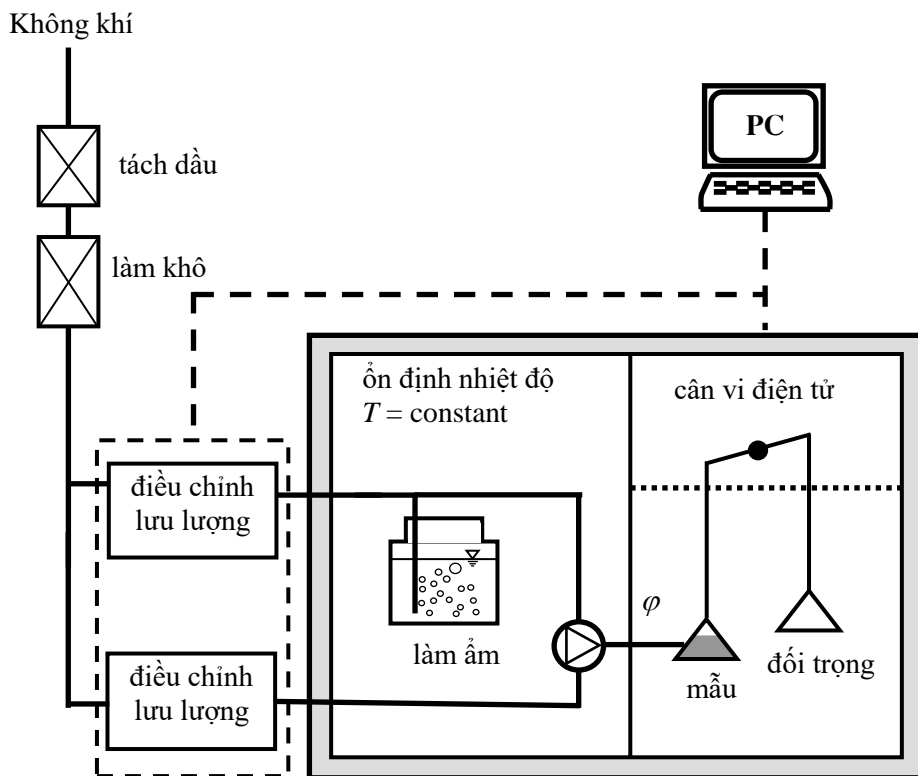 Không khí
tách dầu
PC
làm khô
ổn định nhiệt độ
T = constant
cân vi điện tử
điều chỉnh
lưu lượng
φ
làm ẩm
mẫu
đối trọng
điều chỉnh
lưu lượng